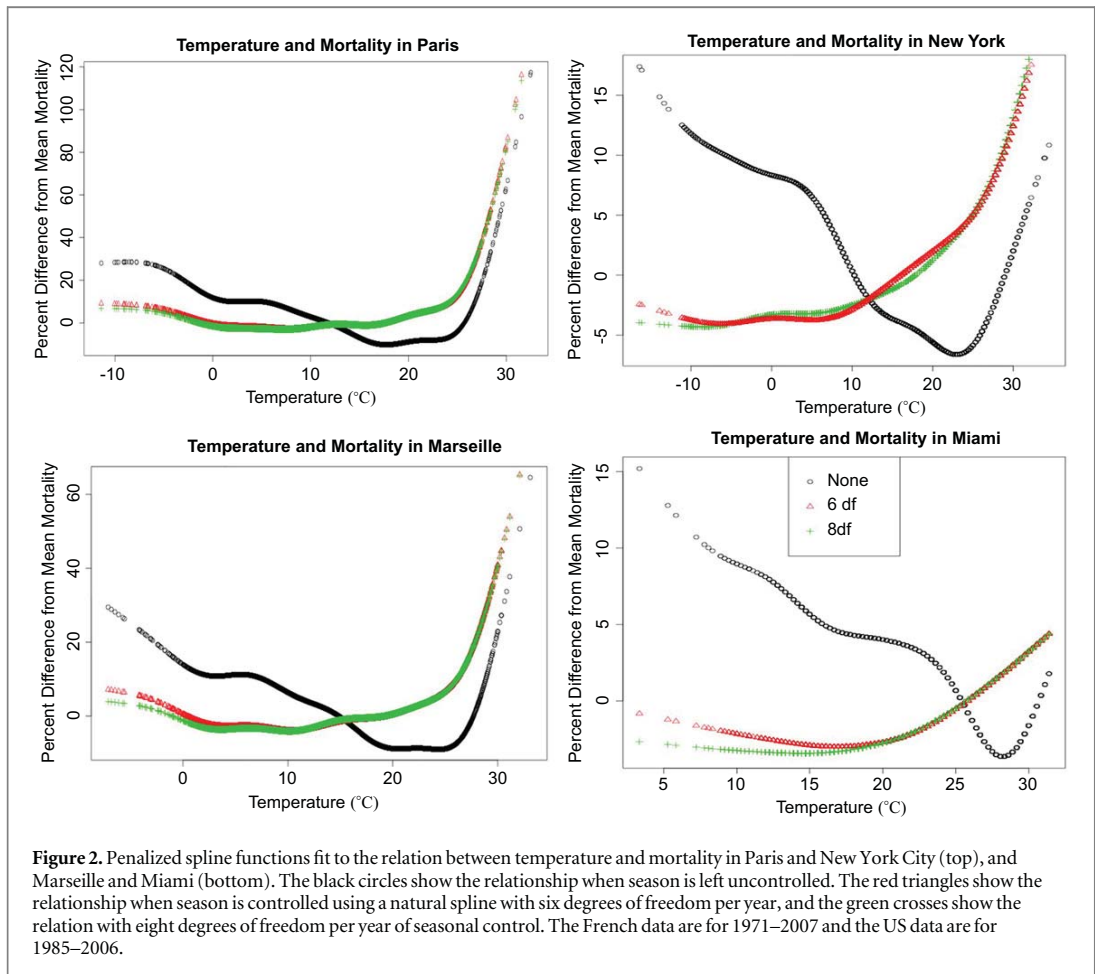 Temperature and Mortality in Paris
Percent Difference from Mean Mortality
120
100
80
60
40
20
0
-10
0
10
20
30
Temperature (°C)
Temperature and Mortality in New York
Percent Difference from Mean Mortality
15
10
5
0
-5
-10
0
10
20
30
Temperature (°C)
Temperature and Mortality in Marseille
Percent Difference from Mean Mortality
60
40
20
0
0
10
20
30
Temperature (°C)
Temperature and Mortality in Miami
Percent Difference from Mean Mortality
15
10
5
0
None
6 df
8df
5
10
15
20
25
30
Temperature (°C)
Figure 2. Penalized spline functions fit to the relation between temperature and mortality in Paris and New York City (top), and
Marseille and Miami (bottom). The black circles show the relationship when season is left uncontrolled. The red triangles show the
relationship when season is controlled using a natural spline with six degrees of freedom per year, and the green crosses show the
relation with eight degrees of freedom per year of seasonal control. The French data are for 1971–2007 and the US data are for
1985–2006.